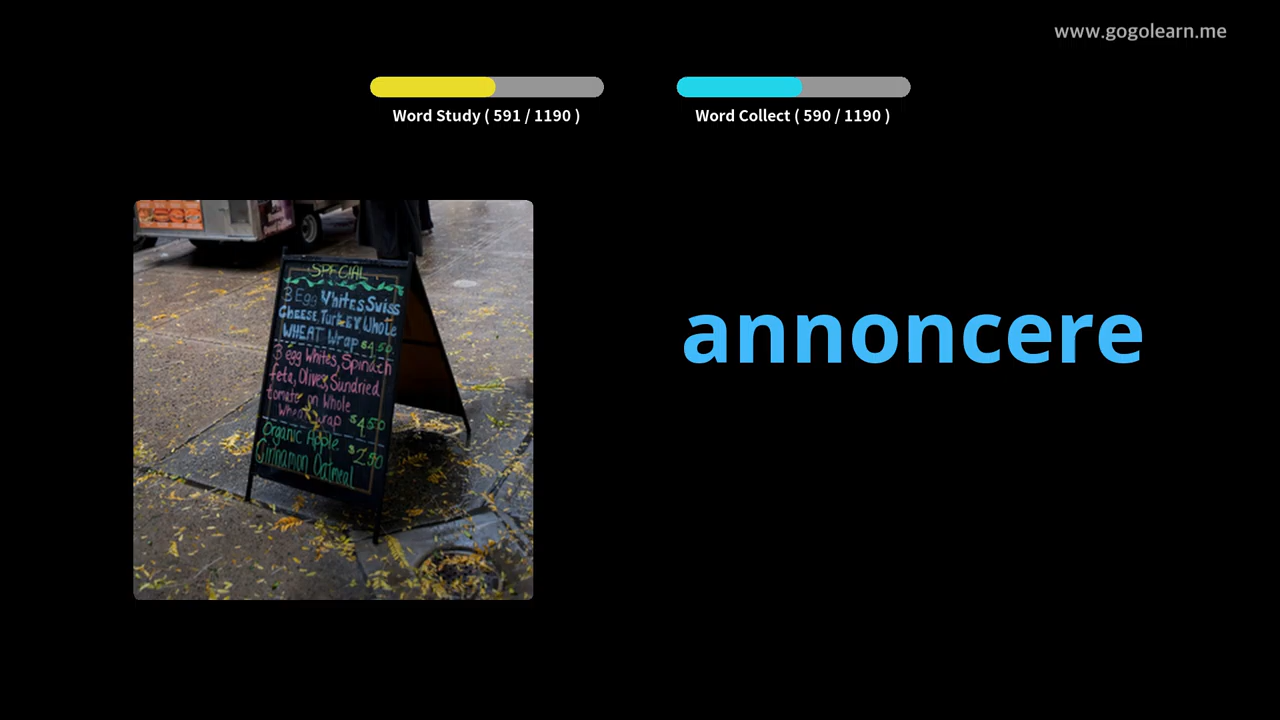 www.gogolearn.me
Word Study ( 591 / 1190 )
Word Collect ( 590 / 1190 )
SPECIAL
3 Egg Whites Swiss
Cheese, Turkey Whole
WHEAT Wrap $4.50
3 egg Whites, Spinach
feta, Olives, Sundried
tomato on Whole
Wheat wrap $4.50
Organic Apple
Cinnamon Oatmeal $2.50
annoncere